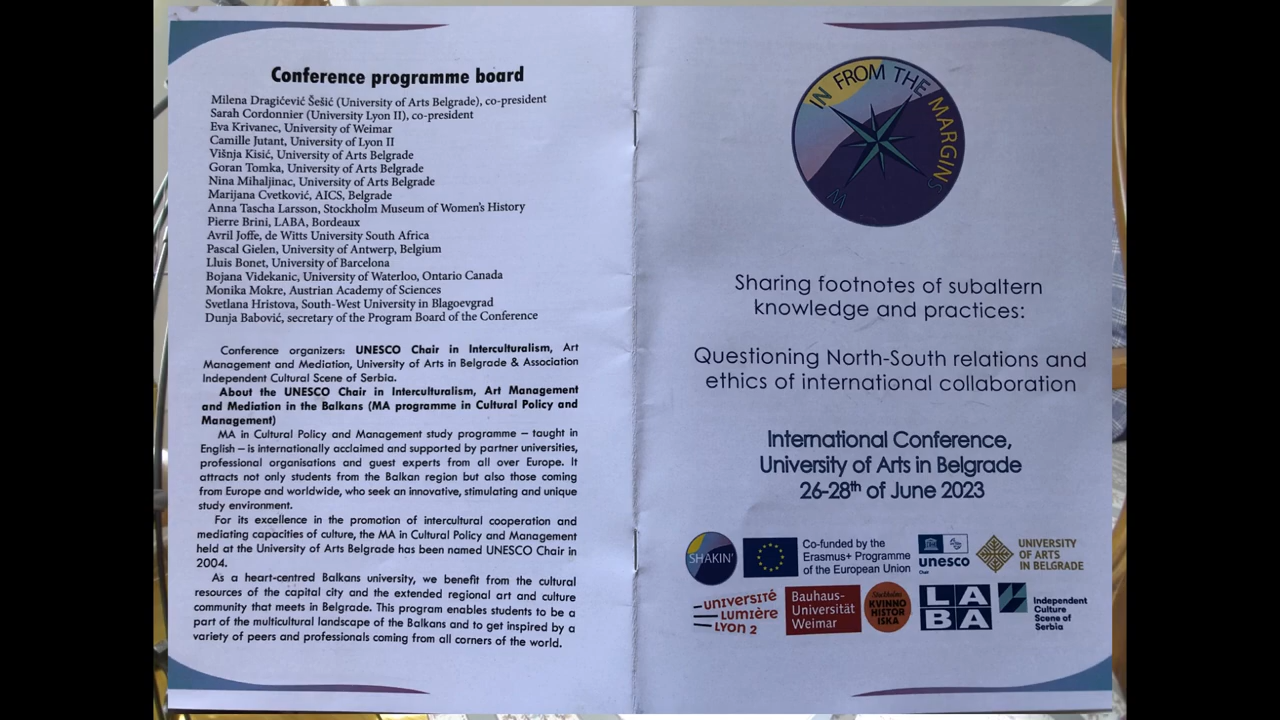 Conference programme board
Milena Dragićević Šešić (University of Arts Belgrade), co-president
Sarah Cordonnier (University Lyon II), co-president
Eva Krivanec, University of Weimar
Camille Jutant, University of Lyon II
Višnja Kisić, University of Arts Belgrade
Goran Tomka, University of Arts Belgrade
Nina Mihaljinac, University of Arts Belgrade
Marijana Cvetković, AICS, Belgrade
Anna Tascha Larsson, Stockholm Museum of Women's History
Pierre Brini, LABA, Bordeaux
Avril Joffe, de Witts University South Africa
Pascal Gielen, University of Antwerp, Belgium
Lluis Bonet, University of Barcelona
Bojana Videkanic, University of Waterloo, Ontario Canada
Monika Mokre, Austrian Academy of Sciences
Svetlana Hristova, South-West University in Blagoevgrad
Dunja Babović, secretary of the Program Board of the Conference
Conference organizers: UNESCO Chair in Interculturalism, Art
Management and Mediation, University of Arts in Belgrade & Association
Independent Cultural Scene of Serbia.
About the UNESCO Chair in Interculturalism, Art Management
and Mediation in the Balkans (MA programme in Cultural Policy and
Management)
MA in Cultural Policy and Management study programme – taught in
English – is internationally acclaimed and supported by partner universities,
professional organisations and guest experts from all over Europe. It
attracts not only students from the Balkan region but also those coming
from Europe and worldwide, who seek an innovative, stimulating and unique
study environment.
For its excellence in the promotion of intercultural cooperation and
mediating capacities of culture, the MA in Cultural Policy and Management
held at the University of Arts Belgrade has been named UNESCO Chair in
2004.
As a heart-centred Balkans university, we benefit from the cultural
resources of the capital city and the extended regional art and culture
community that meets in Belgrade. This program enables students to be a
part of the multicultural landscape of the Balkans and to get inspired by a
variety of peers and professionals coming from all corners of the world.
IN FROM THE MARGINS
Sharing footnotes of subaltern
knowledge and practices:
Questioning North-South relations and
ethics of international collaboration
International Conference,
University of Arts in Belgrade
26-28th of June 2023
SHAKIN'
Co-funded by the
Erasmus+ Programme
of the European Union
unesco
Chair
UNIVERSITY
OF ARTS
IN BELGRADE
UNIVERSITÉ
LUMIÈRE
LYON 2
Bauhaus-
Universität
Weimar
Stockholms
KVINNO
HISTOR
ISKA
LA
BA
Independent
Culture
Scene of
Serbia